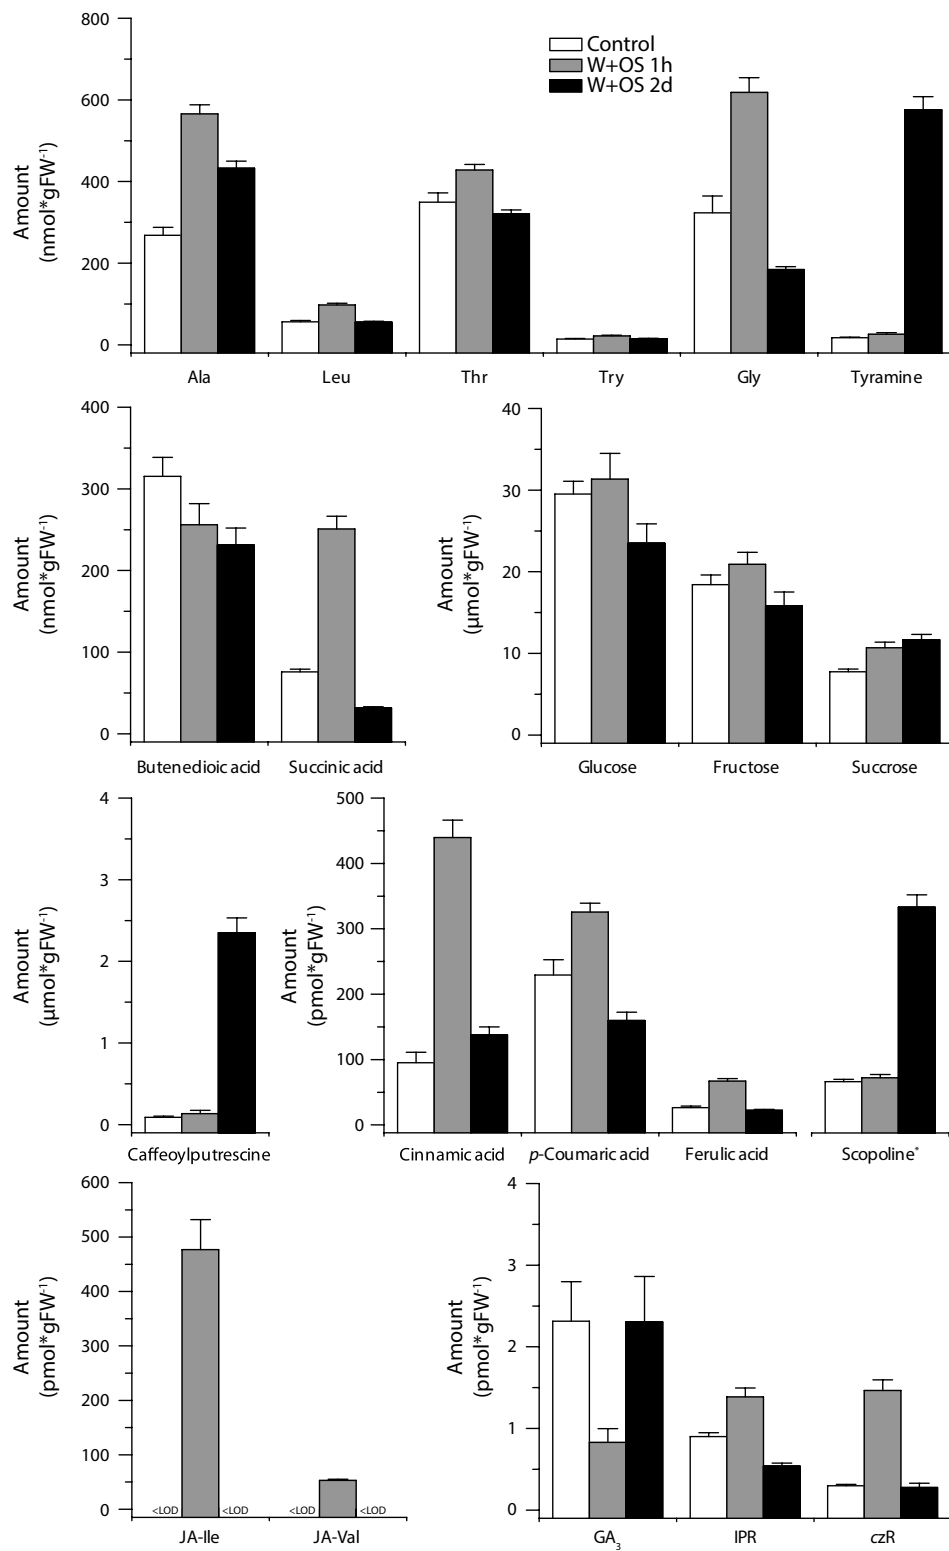 800
600
400
200
0
Amount
(nmol*gFW⁻¹)
Control
W+OS 1h
W+OS 2d
Ala Leu Thr Try Gly Tyramine
400
300
200
100
0
Amount
(nmol*gFW⁻¹)
Butenedioic acid Succinic acid
40
30
20
10
0
Amount
(μmol*gFW⁻¹)
Glucose Fructose Succrose
4
3
2
1
0
Amount
(μmol*gFW⁻¹)
Caffeoylputrescine
500
400
300
200
100
0
Amount
(pmol*gFW⁻¹)
Cinnamic acid p-Coumaric acid Ferulic acid Scopoline*
600
500
400
300
200
100
0
Amount
(pmol*gFW⁻¹)
<LOD <LOD <LOD <LOD
JA-Ile JA-Val
4
3
2
1
0
Amount
(pmol*gFW⁻¹)
GA₃ IPR czR